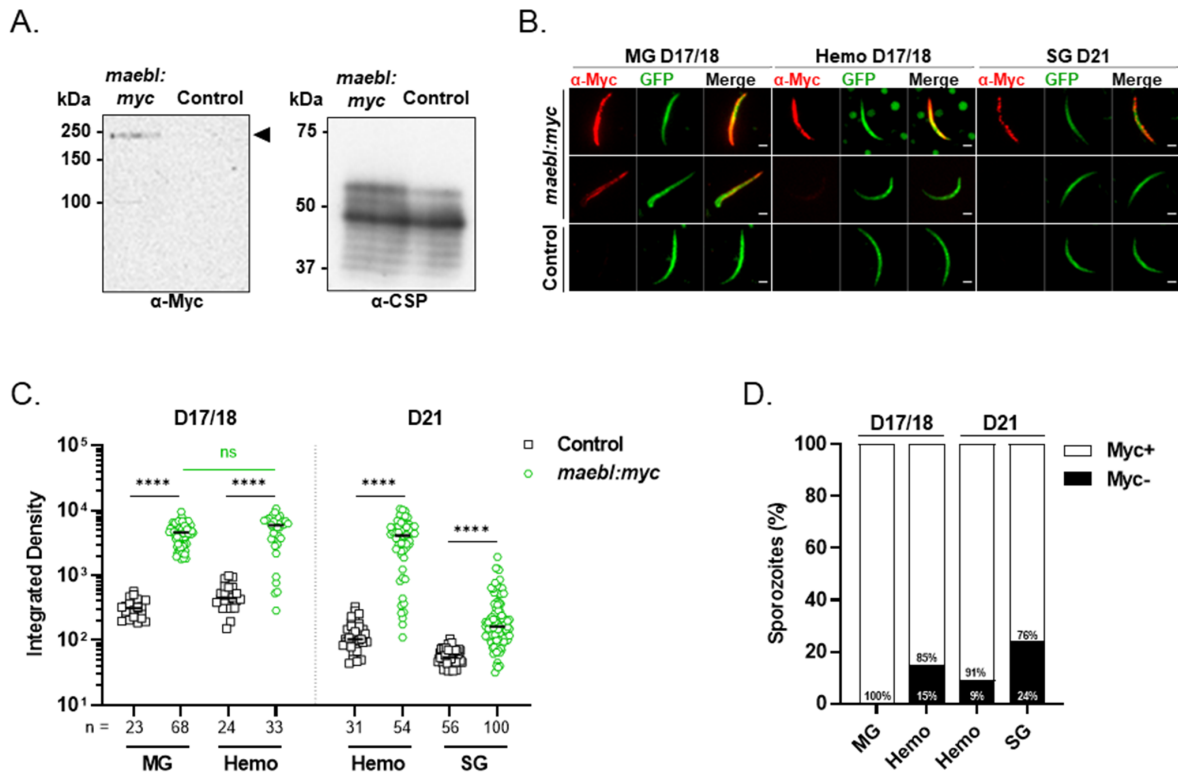 A.
maebl:
myc Control
kDa
250
150
100
α-Myc
maebl:
myc Control
kDa
75
50
37
α-CSP
B.
MG D17/18 Hemo D17/18 SG D21
α-Myc GFP Merge α-Myc GFP Merge α-Myc GFP Merge
maebl:myc
Control
C.
D17/18 D21
Control
maebl:myc
ns
**** **** **** ****
Integrated Density
10⁵
10⁴
10³
10²
10¹
n = 23 68 24 33 31 54 56 100
MG Hemo Hemo SG
D.
D17/18 D21
Myc+
Myc-
Sporozoites (%)
100
80
60
40
20
0
100% 85% 15% 91% 9% 76% 24%
MG Hemo Hemo SG